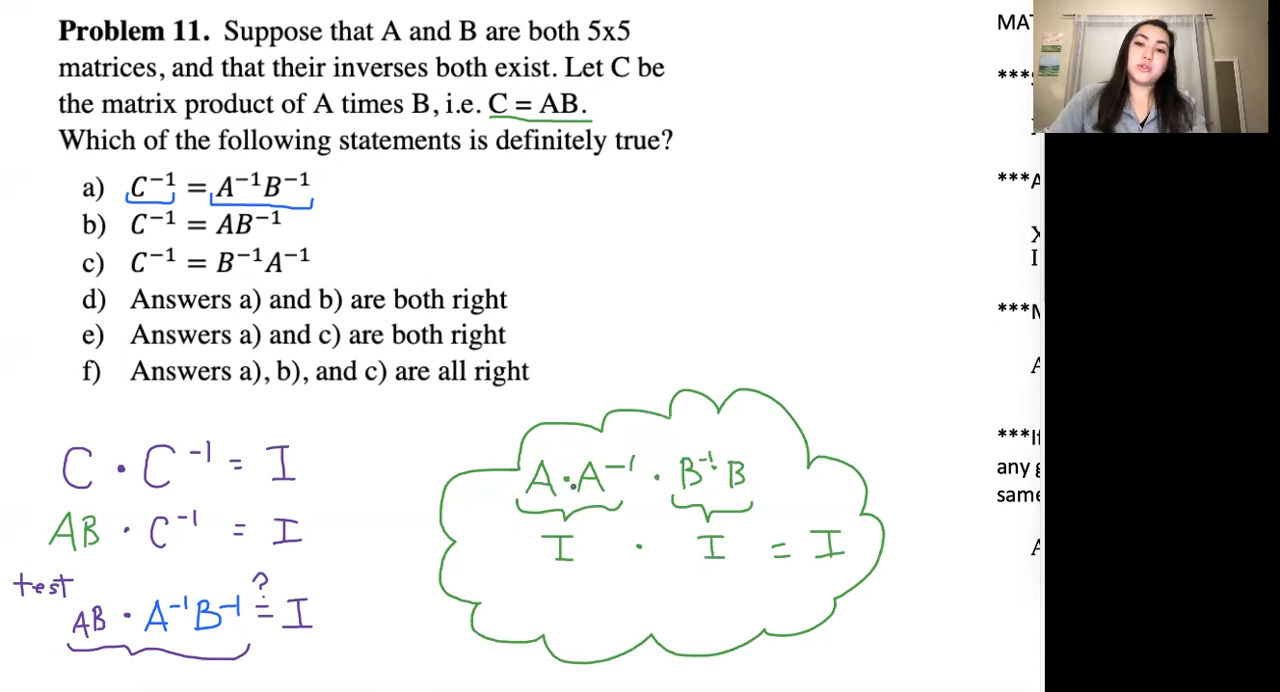 Problem 11. Suppose that A and B are both 5x5
matrices, and that their inverses both exist. Let C be
the matrix product of A times B, i.e. C = AB.
Which of the following statements is definitely true?
a) C⁻¹ = A⁻¹B⁻¹
b) C⁻¹ = AB⁻¹
c) C⁻¹ = B⁻¹A⁻¹
d) Answers a) and b) are both right
e) Answers a) and c) are both right
f) Answers a), b), and c) are all right
C · C⁻¹ = I
AB · C⁻¹ = I
test
AB · A⁻¹B⁻¹ ?= I
A · A⁻¹ · B⁻¹ B
I · I = I
MAT
***
***A
X
I
***M
A
***If
any g
same
A